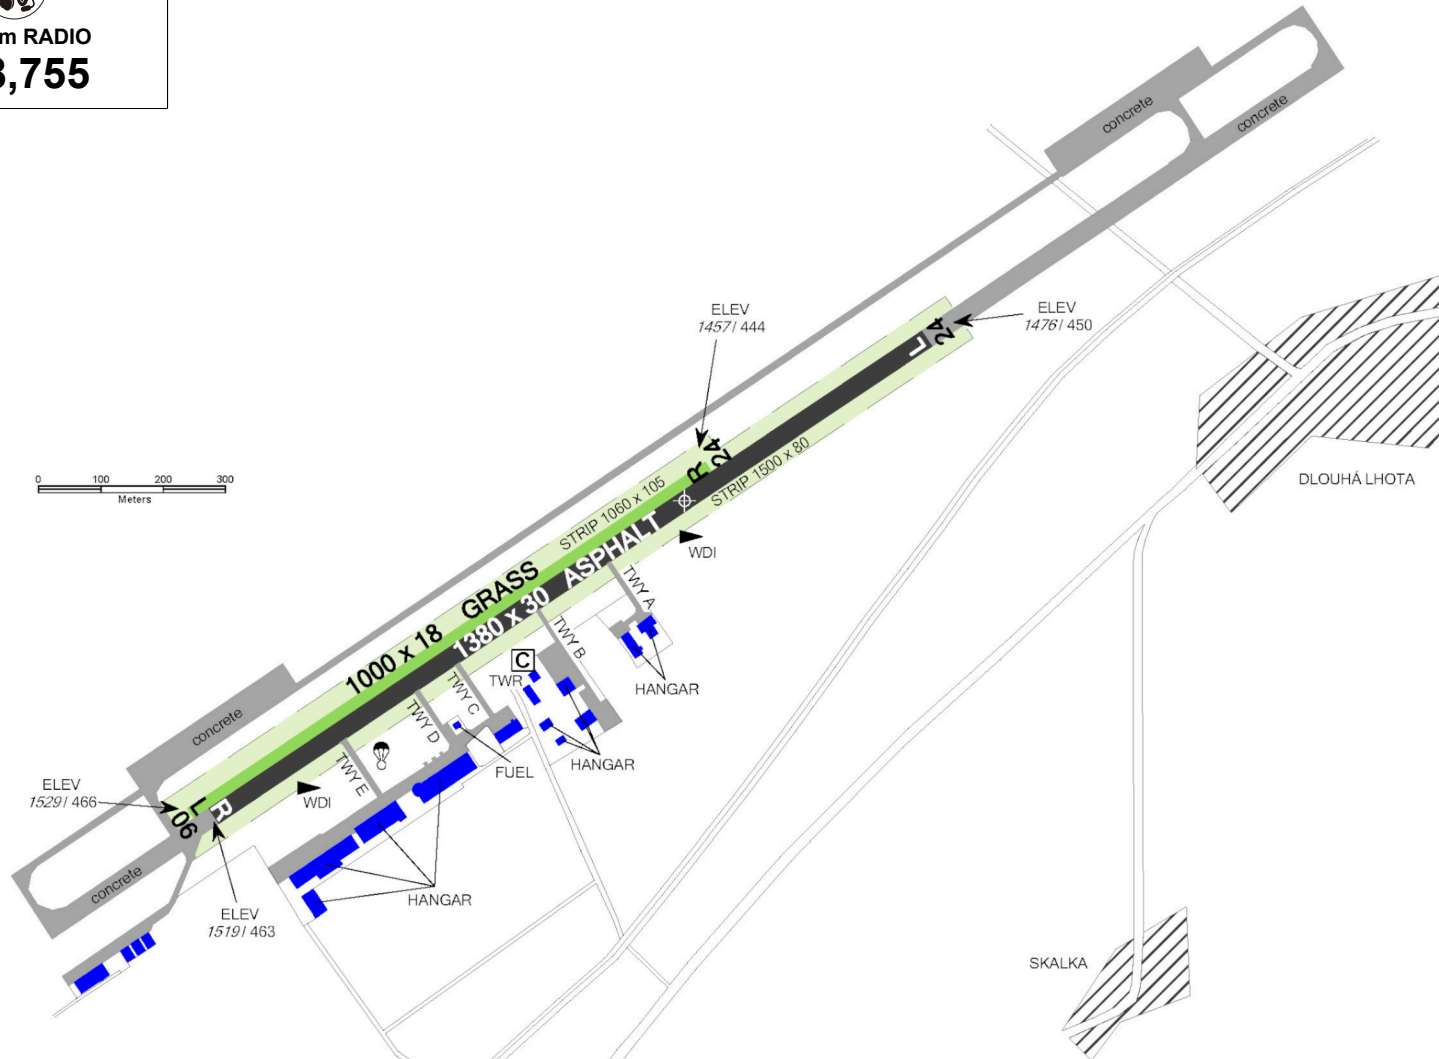 m RADIO
,755
concrete
concrete
ELEV
1457/ 444
ELEV
1476/ 450
24
L
24
R
STRIP 1060 x 105
STRIP 1500 x 80
0 100 200 300
Meters
DLOUHÁ LHOTA
GRASS
ASPHALT
1000 x 18
1380 x 30
WDI
TWY A
TWY B
C
TWR
TWY C
TWY D
TWY E
HANGAR
concrete
FUEL
HANGAR
ELEV
1529/ 466
WDI
06
L
R
concrete
HANGAR
ELEV
1519/ 463
SKALKA